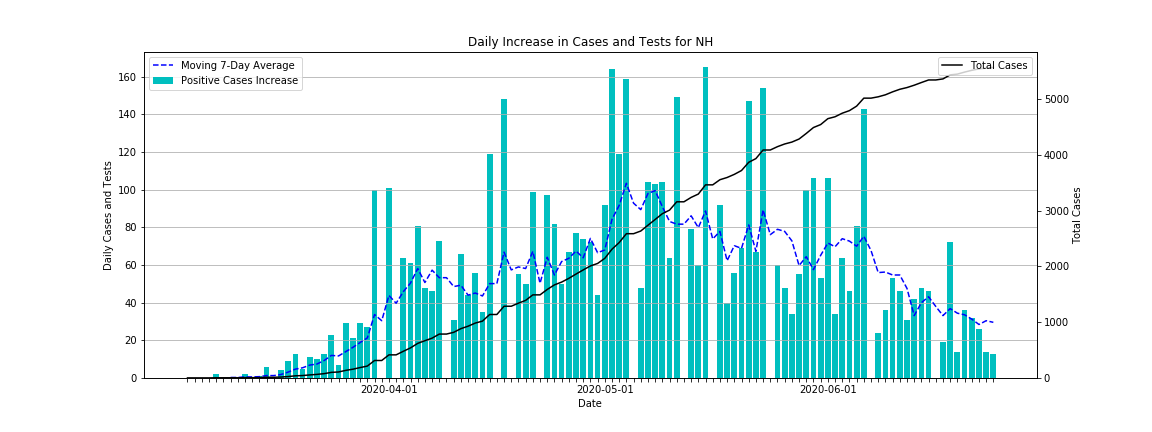 Daily Increase in Cases and Tests for NH
Moving 7-Day Average
Positive Cases Increase
Total Cases
160
140
120
100
80
60
40
20
0
Daily Cases and Tests
5000
4000
3000
2000
1000
0
Total Cases
2020-04-01
2020-05-01
2020-06-01
Date